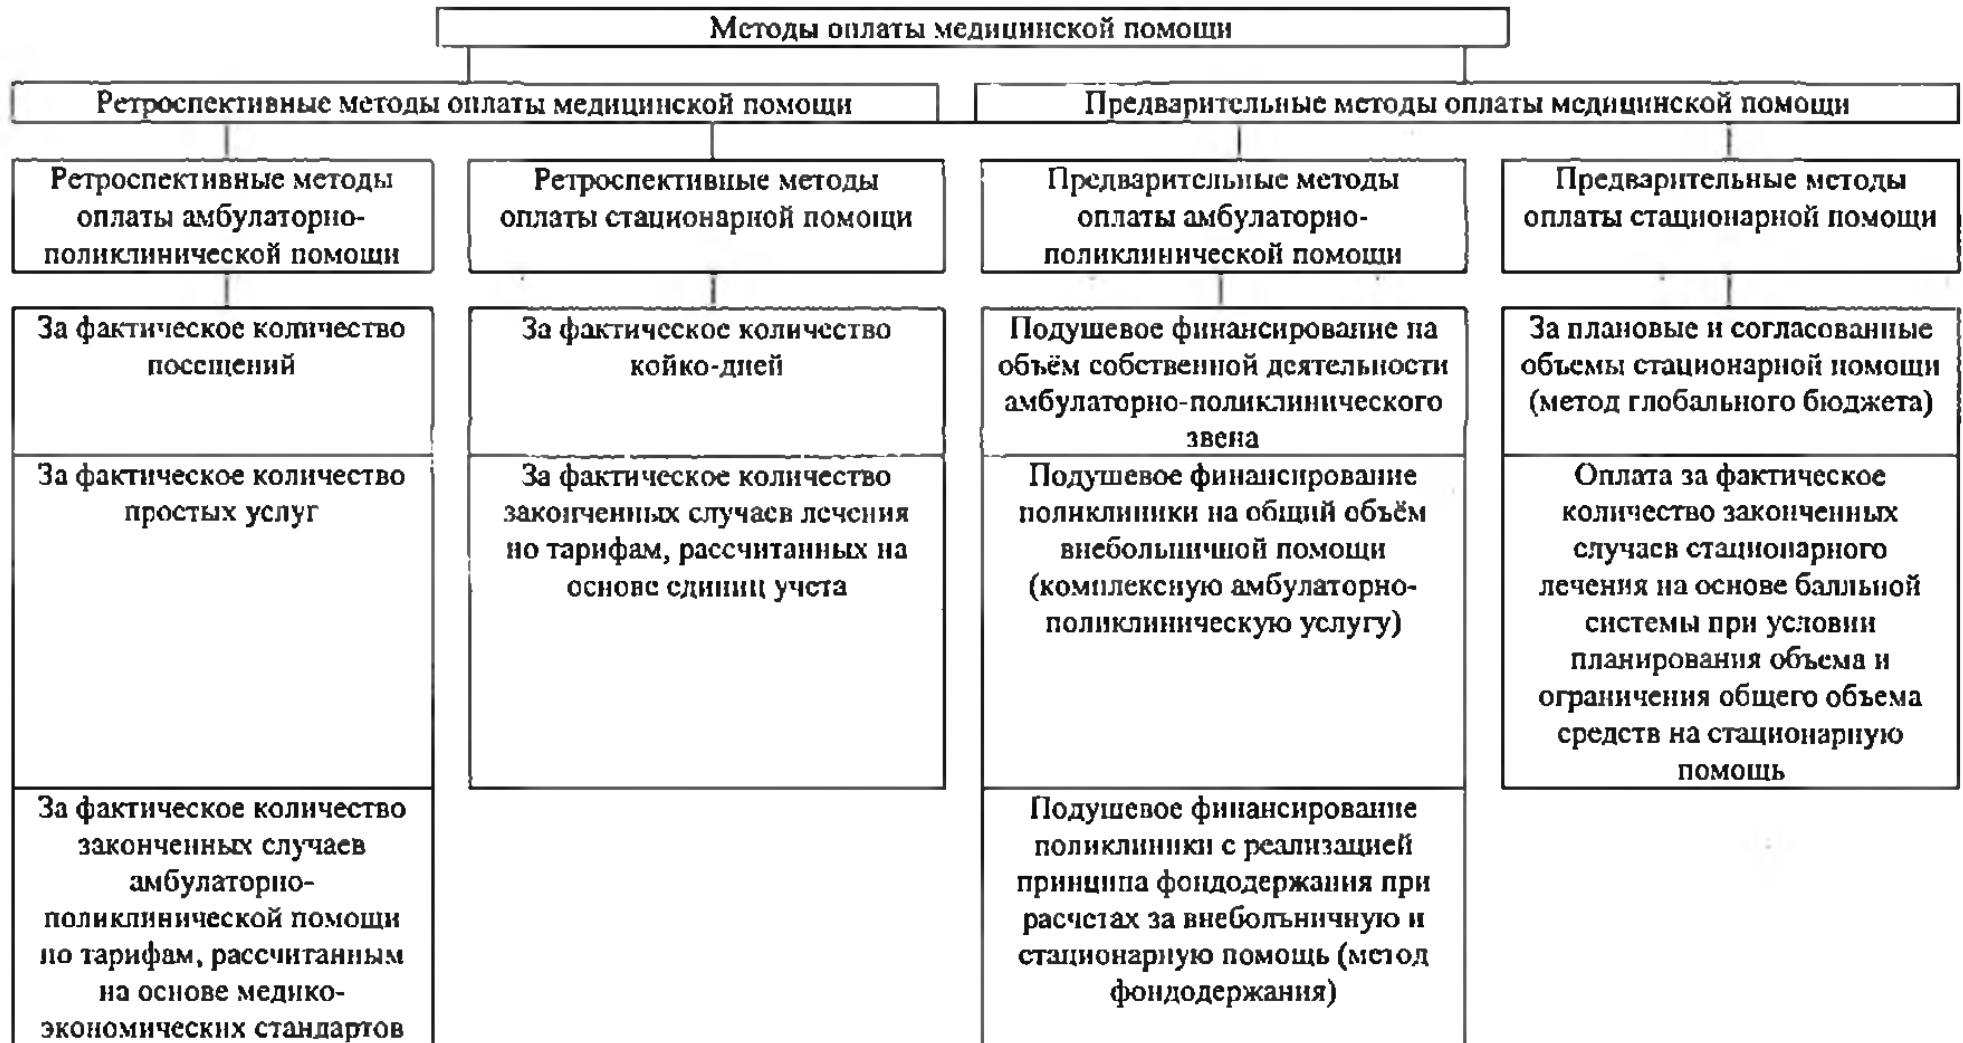 Методы оплаты медицинской помощи
Ретроспективные методы оплаты медицинской помощи
Предварительные методы оплаты медицинской помощи
Ретроспективные методы
оплаты амбулаторно-
поликлинической помощи
Ретроспективные методы
оплаты стационарной помощи
Предварительные методы
оплаты амбулаторно-
поликлинической помощи
Предварительные методы
оплаты стационарной помощи
За фактическое количество
посещений
За фактическое количество
койко-дней
Подушевое финансирование на
объём собственной деятельности
амбулаторно-поликлинического
звена
За плановые и согласованные
объемы стационарной помощи
(метод глобального бюджета)
За фактическое количество
простых услуг
За фактическое количество
законченных случаев лечения
по тарифам, рассчитанных на
основе единиц учета
Подушевое финансирование
поликлиники на общий объём
внебольничной помощи
(комплексную амбулаторно-
поликлиническую услугу)
Оплата за фактическое
количество законченных
случаев стационарного
лечения на основе балльной
системы при условии
планирования объема и
ограничения общего объема
средств на стационарную
помощь
За фактическое количество
законченных случаев
амбулаторно-
поликлинической помощи
по тарифам, рассчитанным
на основе медико-
экономических стандартов
Подушевое финансирование
поликлиники с реализацией
принципа фондодержания при
расчетах за внебольничную и
стационарную помощь (метод
фондодержания)